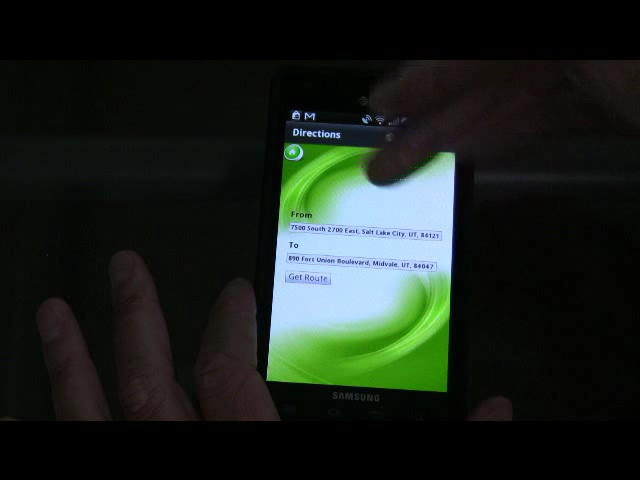 Directions
From
7500 South 2700 East, Salt Lake City, UT, 84121
To
890 Fort Union Boulevard, Midvale, UT, 84047
Get Route
SAMSUNG